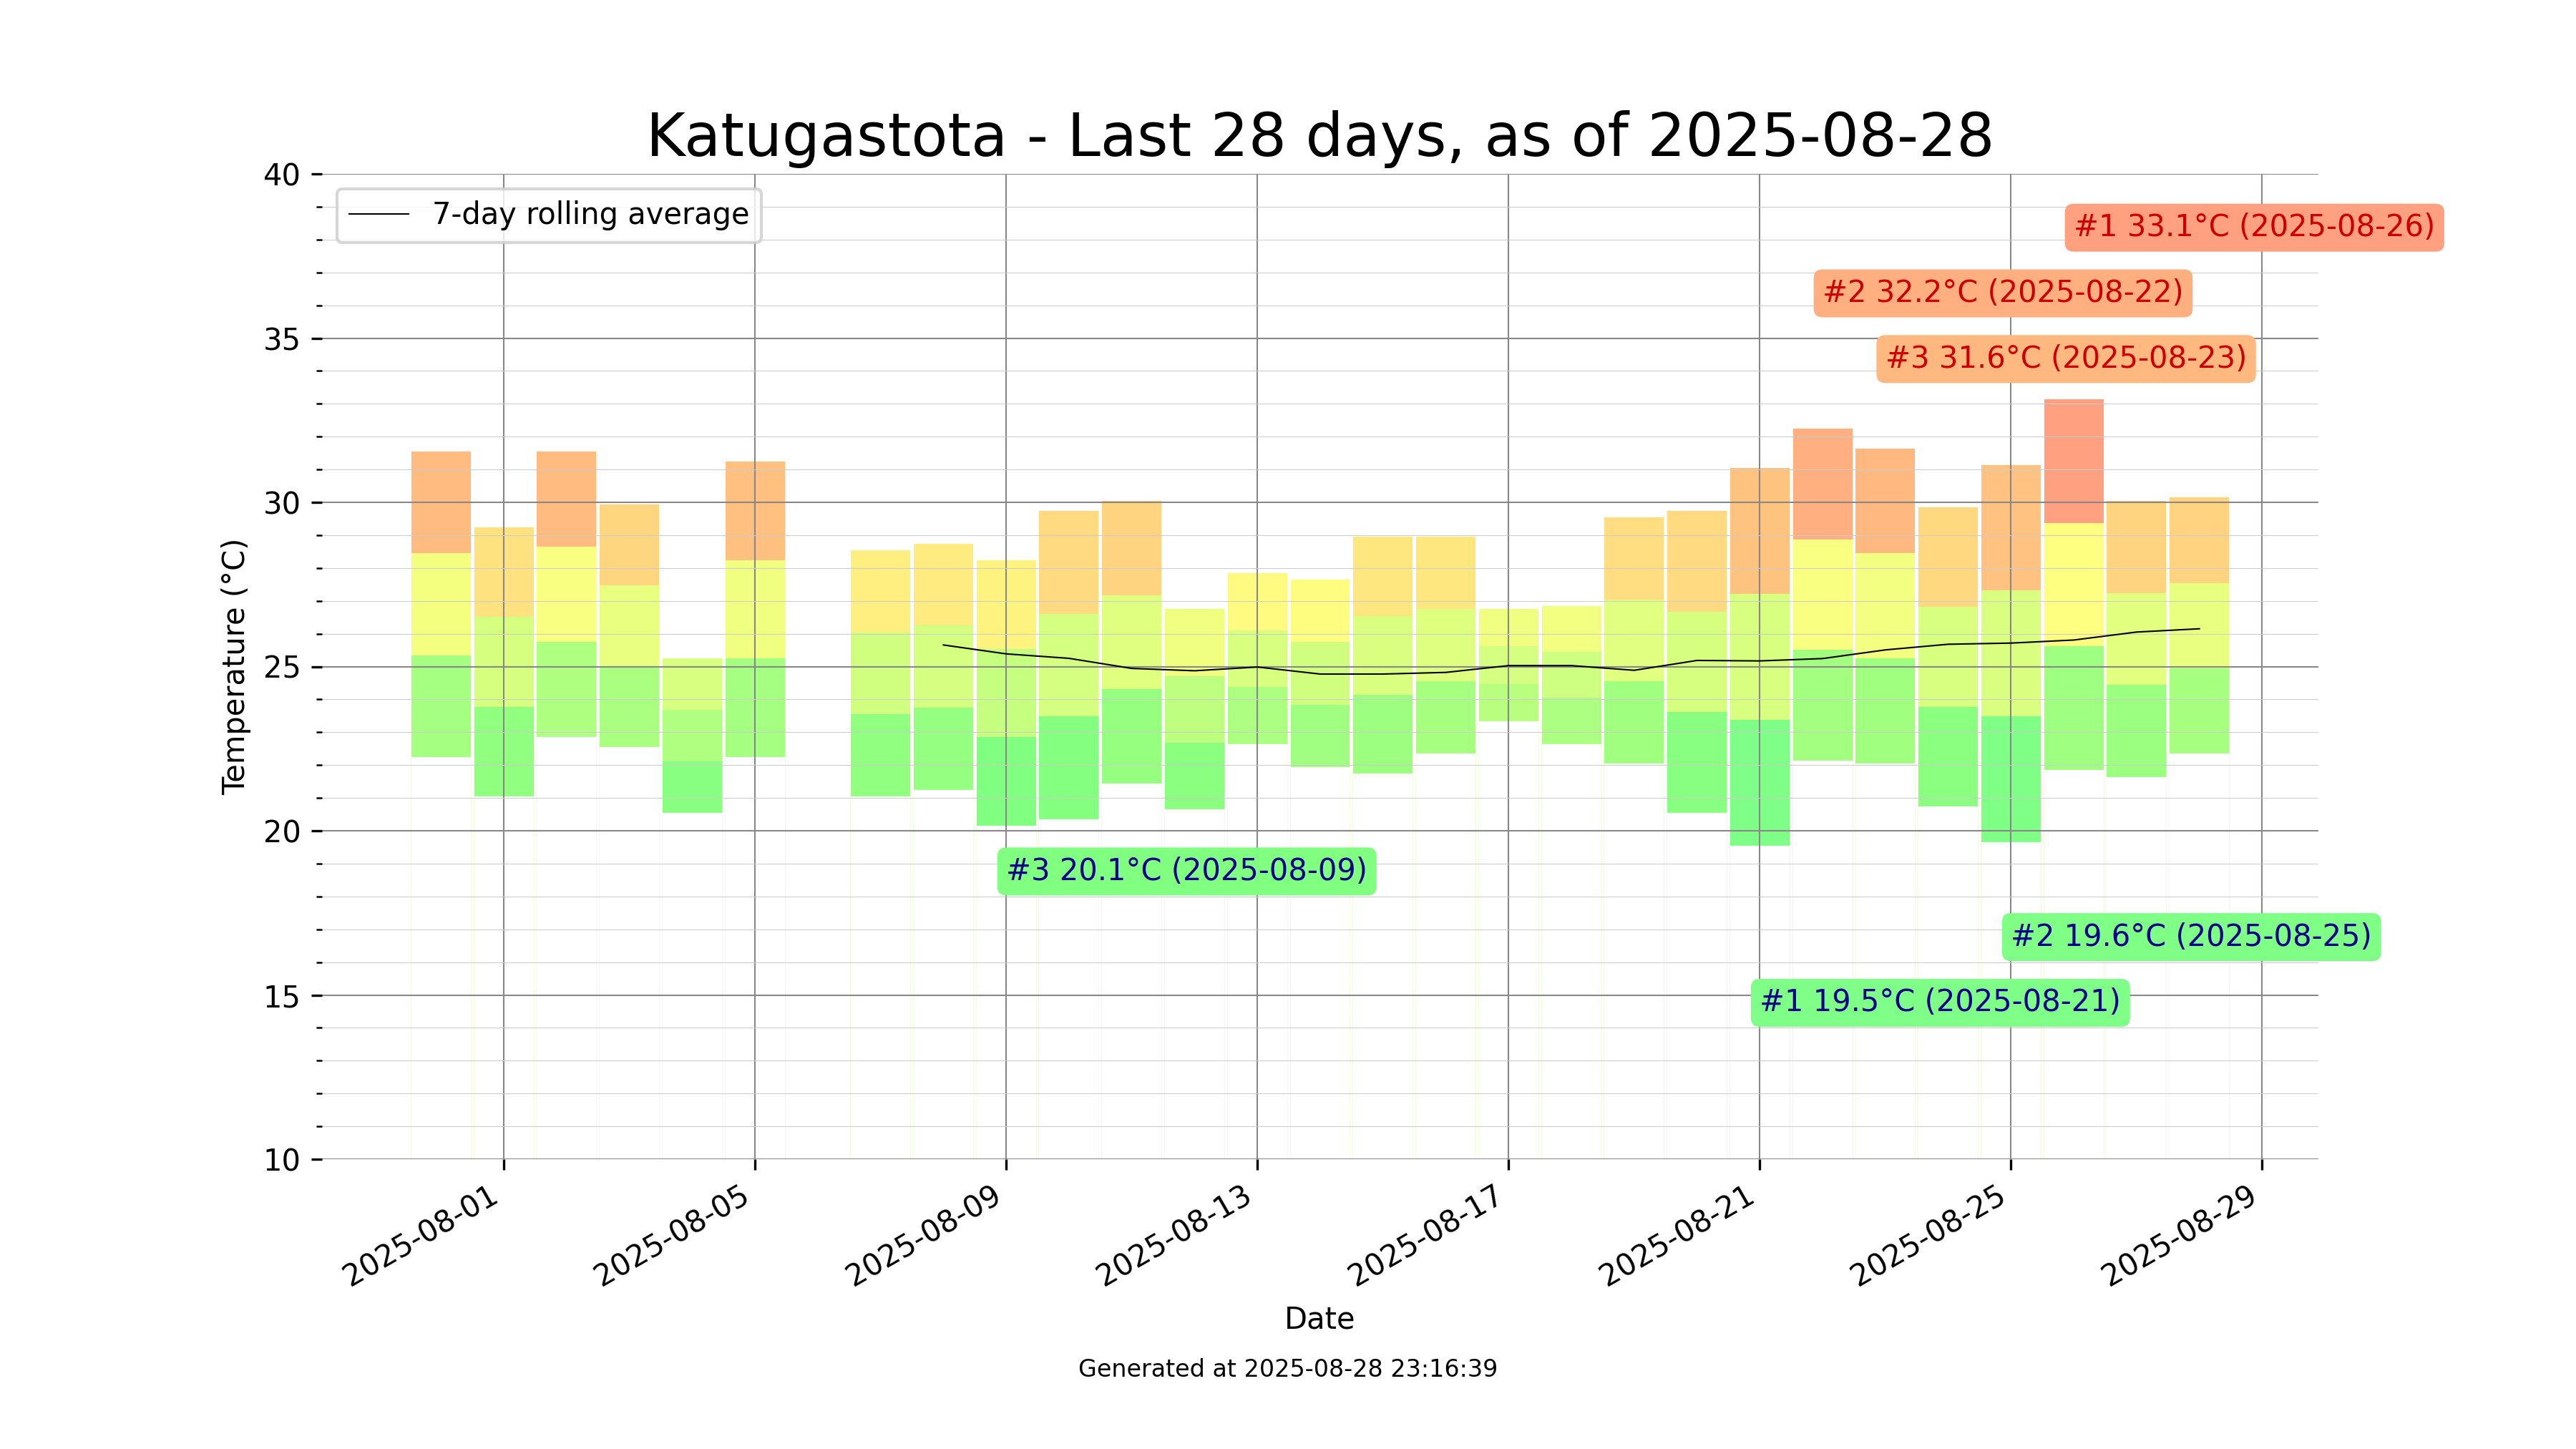 Katugastota - Last 28 days, as of 2025-08-28
40
7-day rolling average
#1 33.1°C (2025-08-26)
#2 32.2°C (2025-08-22)
35
#3 31.6°C (2025-08-23)
30
25
Temperature (°C)
20
#3 20.1°C (2025-08-09)
#2 19.6°C (2025-08-25)
15
#1 19.5°C (2025-08-21)
10
2025-08-01
2025-08-05
2025-08-09
2025-08-13
2025-08-17
2025-08-21
2025-08-25
2025-08-29
Date
Generated at 2025-08-28 23:16:39